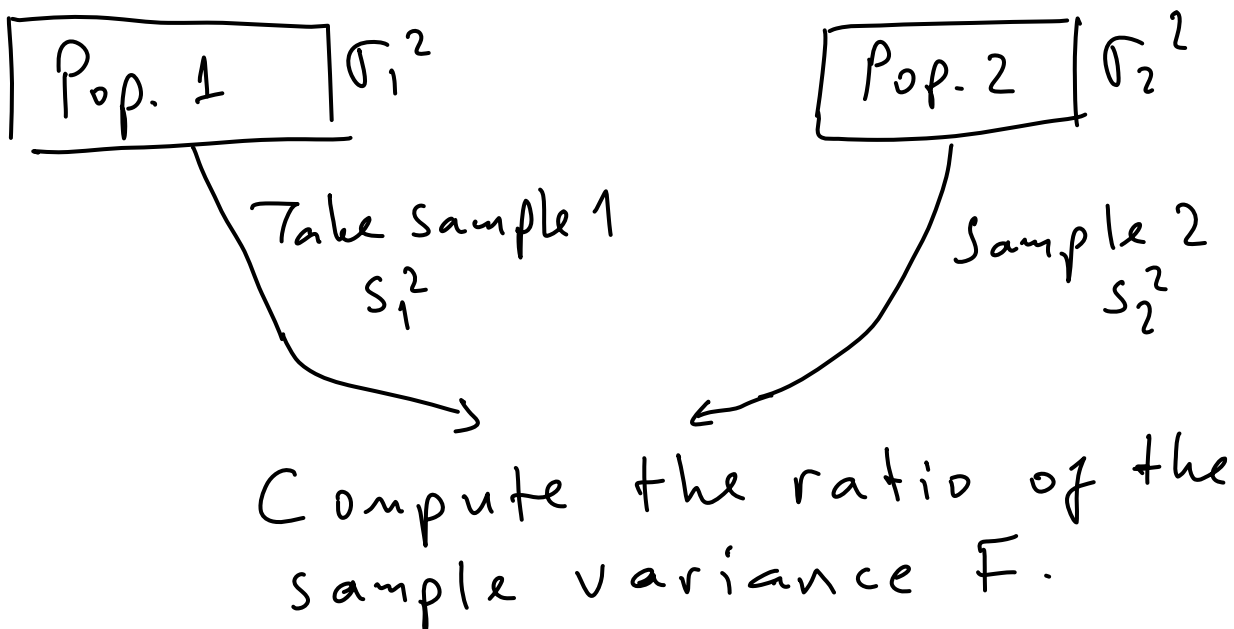 Pop. 1 σ₁²
Pop. 2 σ₂²
Take sample 1
s₁²
Sample 2
s₂²
Compute the ratio of the
sample variance F.